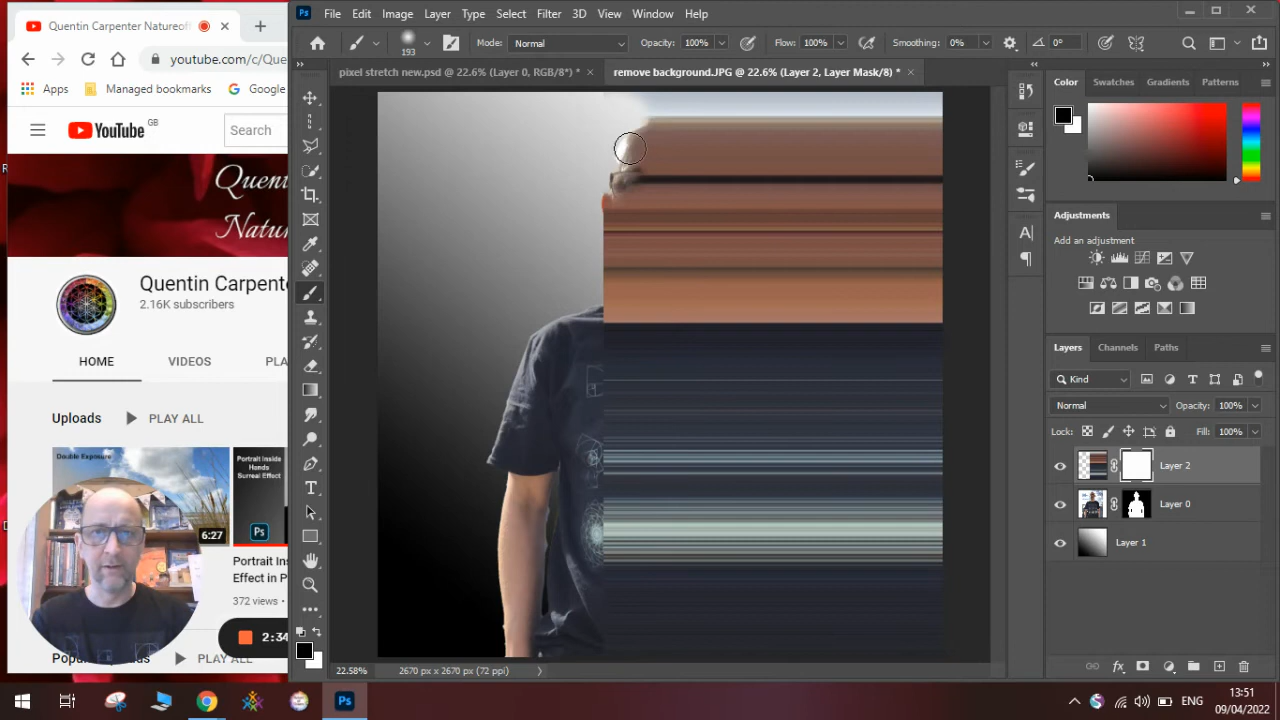 Quentin Carpenter Natureof
Ps
File Edit Image Layer Type Select Filter 3D View Window Help
193
Mode: Normal
Opacity: 100%
Flow: 100%
Smoothing: 0%
0°
youtube.com/c/Que
pixel stretch new.psd @ 22.6% (Layer 0, RGB/8*) *
remove background.JPG @ 22.6% (Layer 2, Layer Mask/8) *
Apps
Managed bookmarks
Google
YouTube GB
Search
Quent
Natur
Quentin Carpente
2.16K subscribers
HOME VIDEOS PLA
Uploads
PLAY ALL
Double Exposure
Portrait Inside
Hands
Surreal Effect
Ps
6:27
Portrait Ins
Effect in P
372 views •
2:34
PLAY ALL
Color Swatches Gradients Patterns
Adjustments
Add an adjustment
Layers Channels Paths
Kind
Normal
Opacity: 100%
Lock:
Fill: 100%
Layer 2
Layer 0
Layer 1
22.58%
2670 px x 2670 px (72 ppi)
Ps
ENG
13:51
09/04/2022